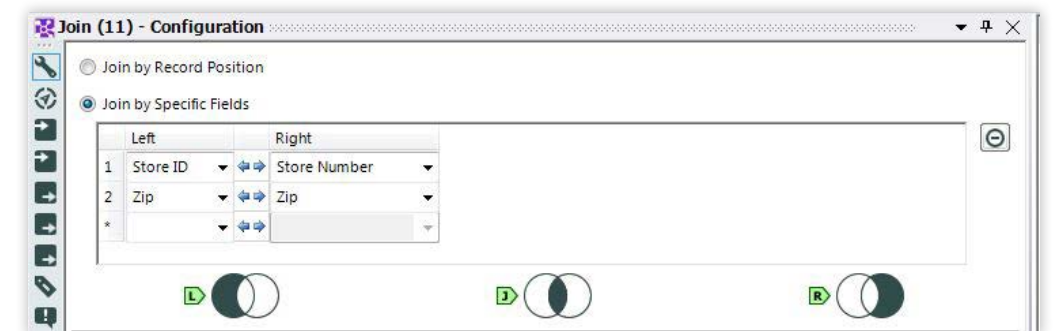 Join (11) - Configuration
Join by Record Position
Join by Specific Fields
Left Right
1 Store ID Store Number
2 Zip Zip
*
L J R